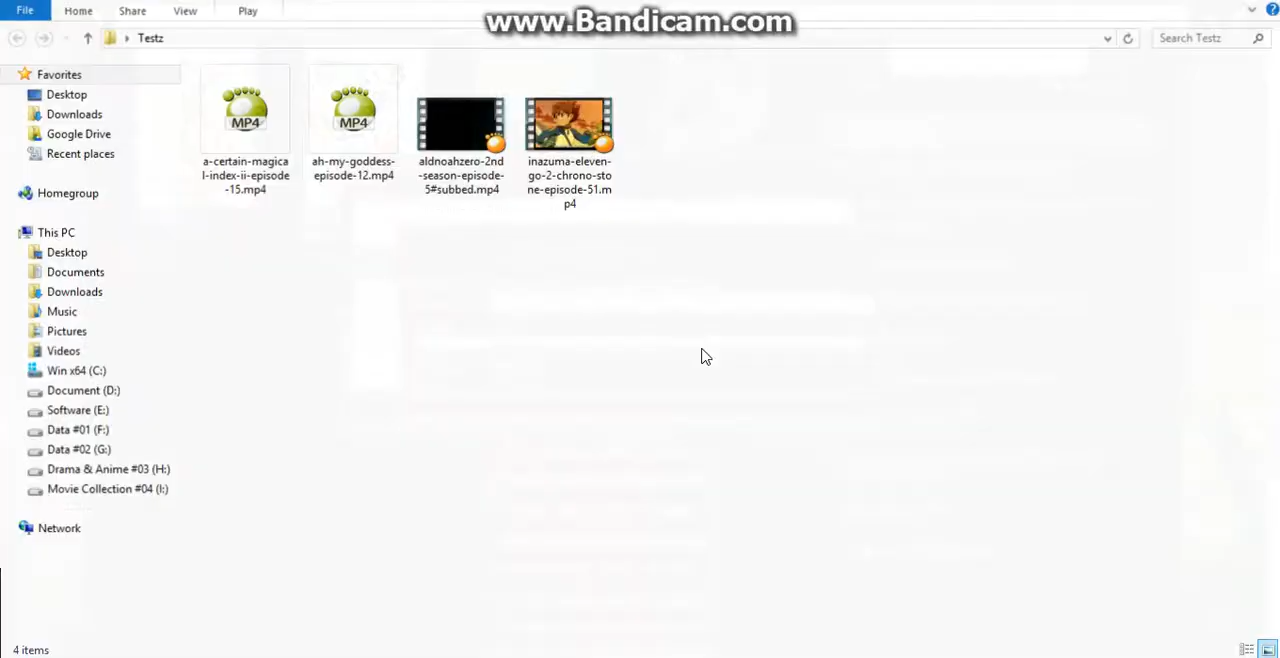 www.Bandicam.com
File Home Share View Play
Testz
Search Testz
Favorites
Desktop
Downloads
Google Drive
Recent places
Homegroup
This PC
Desktop
Documents
Downloads
Music
Pictures
Videos
Win x64 (C:)
Document (D:)
Software (E:)
Data #01 (F:)
Data #02 (G:)
Drama & Anime #03 (H:)
Movie Collection #04 (I:)
Network
MP4
a-certain-magica
l-index-ii-episode
-15.mp4
MP4
ah-my-goddess-
episode-12.mp4
aldnoahzero-2nd
-season-episode-
5#subbed.mp4
inazuma-eleven-
go-2-chrono-sto
ne-episode-51.m
p4
4 items